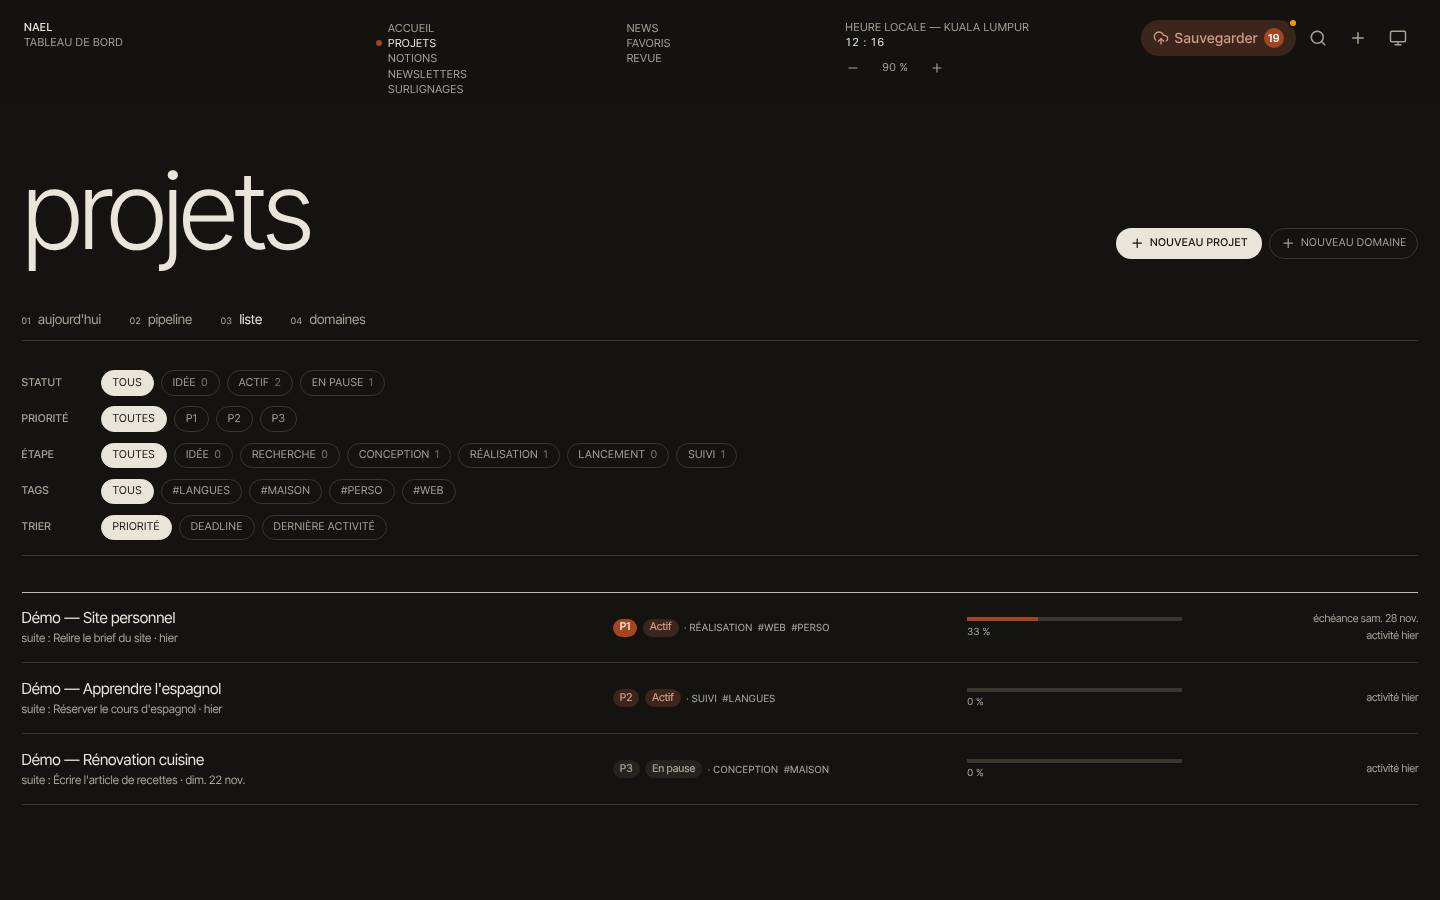 NAEL
TABLEAU DE BORD
ACCUEIL
PROJETS
NOTIONS
NEWSLETTERS
SURLIGNAGES
NEWS
FAVORIS
REVUE
HEURE LOCALE — KUALA LUMPUR
12 : 16
− 90 % +
Sauvegarder 19
projets
+ NOUVEAU PROJET
+ NOUVEAU DOMAINE
01 aujourd'hui 02 pipeline 03 liste 04 domaines
STATUT TOUS IDÉE 0 ACTIF 2 EN PAUSE 1
PRIORITÉ TOUTES P1 P2 P3
ÉTAPE TOUTES IDÉE 0 RECHERCHE 0 CONCEPTION 1 RÉALISATION 1 LANCEMENT 0 SUIVI 1
TAGS TOUS #LANGUES #MAISON #PERSO #WEB
TRIER PRIORITÉ DEADLINE DERNIÈRE ACTIVITÉ
Démo — Site personnel
suite : Relire le brief du site · hier
P1 Actif · RÉALISATION #WEB #PERSO
33 %
échéance sam. 28 nov.
activité hier
Démo — Apprendre l'espagnol
suite : Réserver le cours d'espagnol · hier
P2 Actif · SUIVI #LANGUES
0 %
activité hier
Démo — Rénovation cuisine
suite : Écrire l'article de recettes · dim. 22 nov.
P3 En pause · CONCEPTION #MAISON
0 %
activité hier